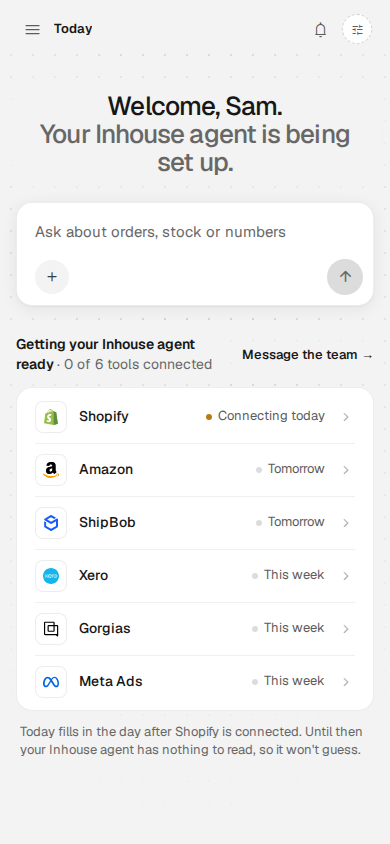 Today
Welcome, Sam.
Your Inhouse agent is being
set up.
Ask about orders, stock or numbers
Getting your Inhouse agent
ready · 0 of 6 tools connected
Message the team →
Shopify
Connecting today
Amazon
Tomorrow
ShipBob
Tomorrow
xero
Xero
This week
Gorgias
This week
Meta Ads
This week
Today fills in the day after Shopify is connected. Until then
your Inhouse agent has nothing to read, so it won't guess.